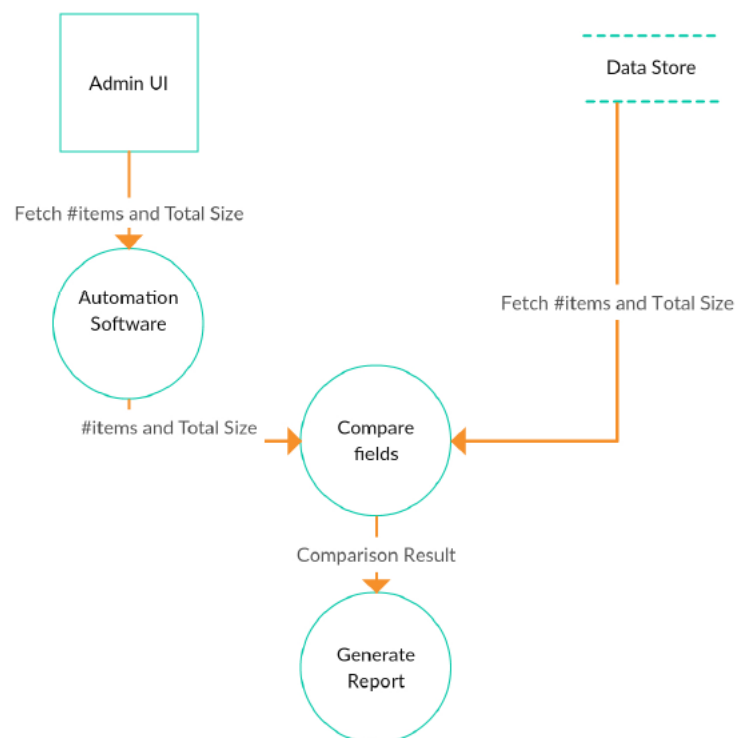 Admin UI
Data Store
Fetch #items and Total Size
Automation
Software
Fetch #items and Total Size
#items and Total Size
Compare
fields
Comparison Result
Generate
Report